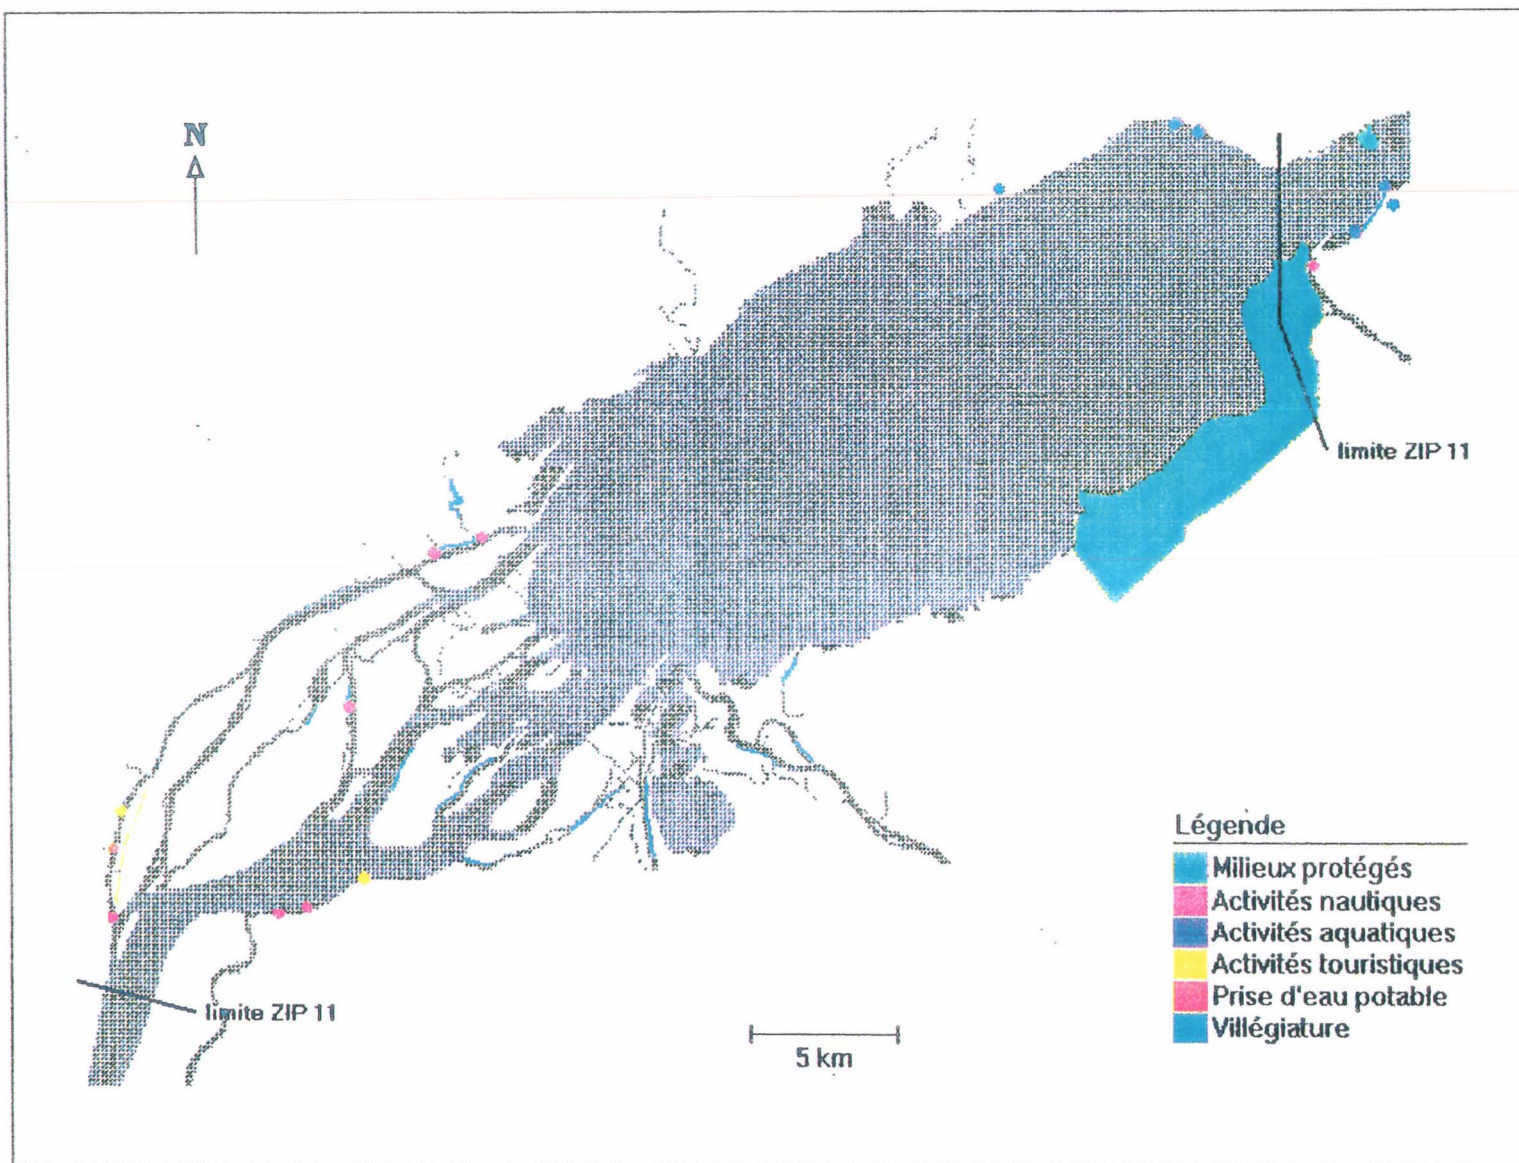 N
limite ZIP 11
limite ZIP 11
5 km
Légende
Milieux protégés
Activités nautiques
Activités aquatiques
Activités touristiques
Prise d'eau potable
Villégiature